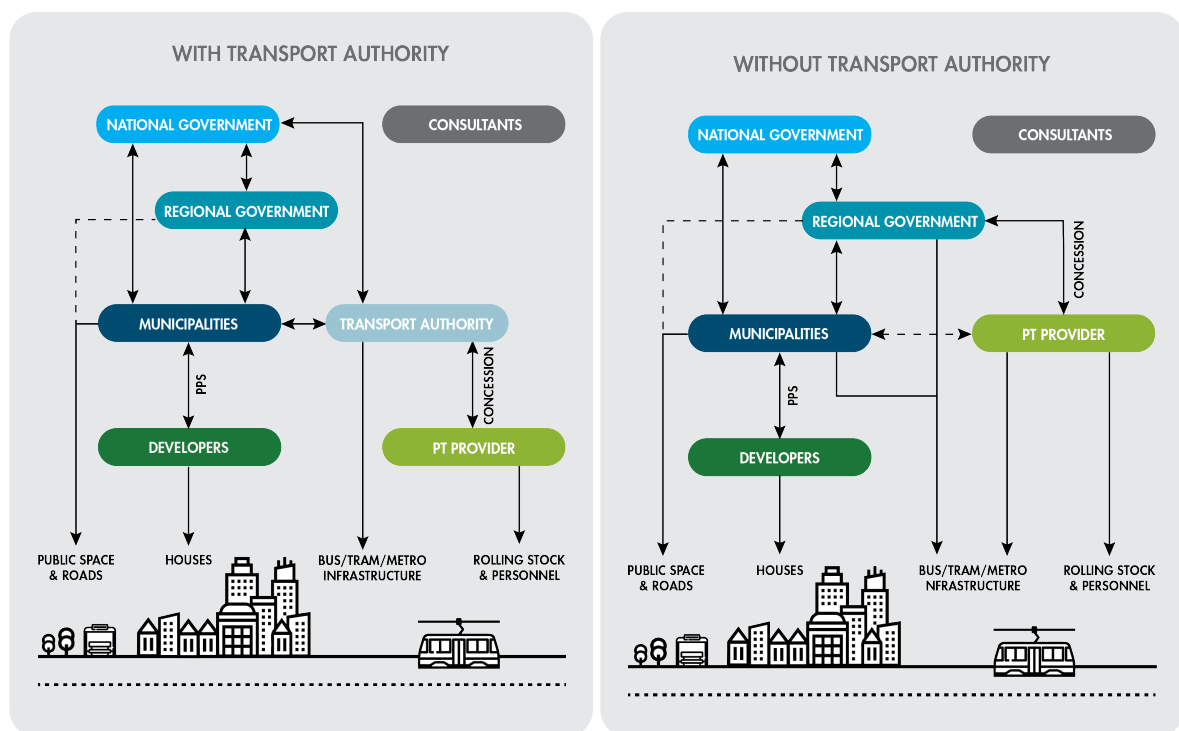 WITH TRANSPORT AUTHORITY
NATIONAL GOVERNMENT
CONSULTANTS
REGIONAL GOVERNMENT
MUNICIPALITIES
TRANSPORT AUTHORITY
PPS
CONCESSION
DEVELOPERS
PT PROVIDER
PUBLIC SPACE
& ROADS
HOUSES
BUS/TRAM/METRO
INFRASTRUCTURE
ROLLING STOCK
& PERSONNEL
WITHOUT TRANSPORT AUTHORITY
NATIONAL GOVERNMENT
CONSULTANTS
REGIONAL GOVERNMENT
CONCESSION
MUNICIPALITIES
PT PROVIDER
PPS
DEVELOPERS
PUBLIC SPACE
& ROADS
HOUSES
BUS/TRAM/METRO
NFRASTRUCTURE
ROLLING STOCK
& PERSONNEL